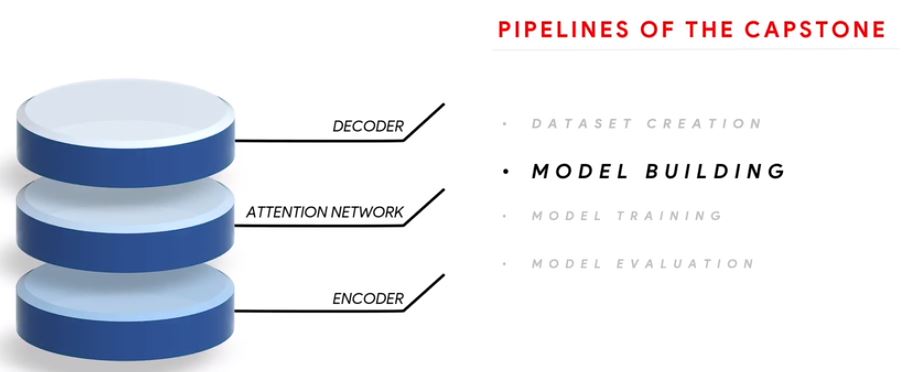 PIPELINES OF THE CAPSTONE
DECODER
ATTENTION NETWORK
ENCODER
• DATASET CREATION
• MODEL BUILDING
• MODEL TRAINING
• MODEL EVALUATION